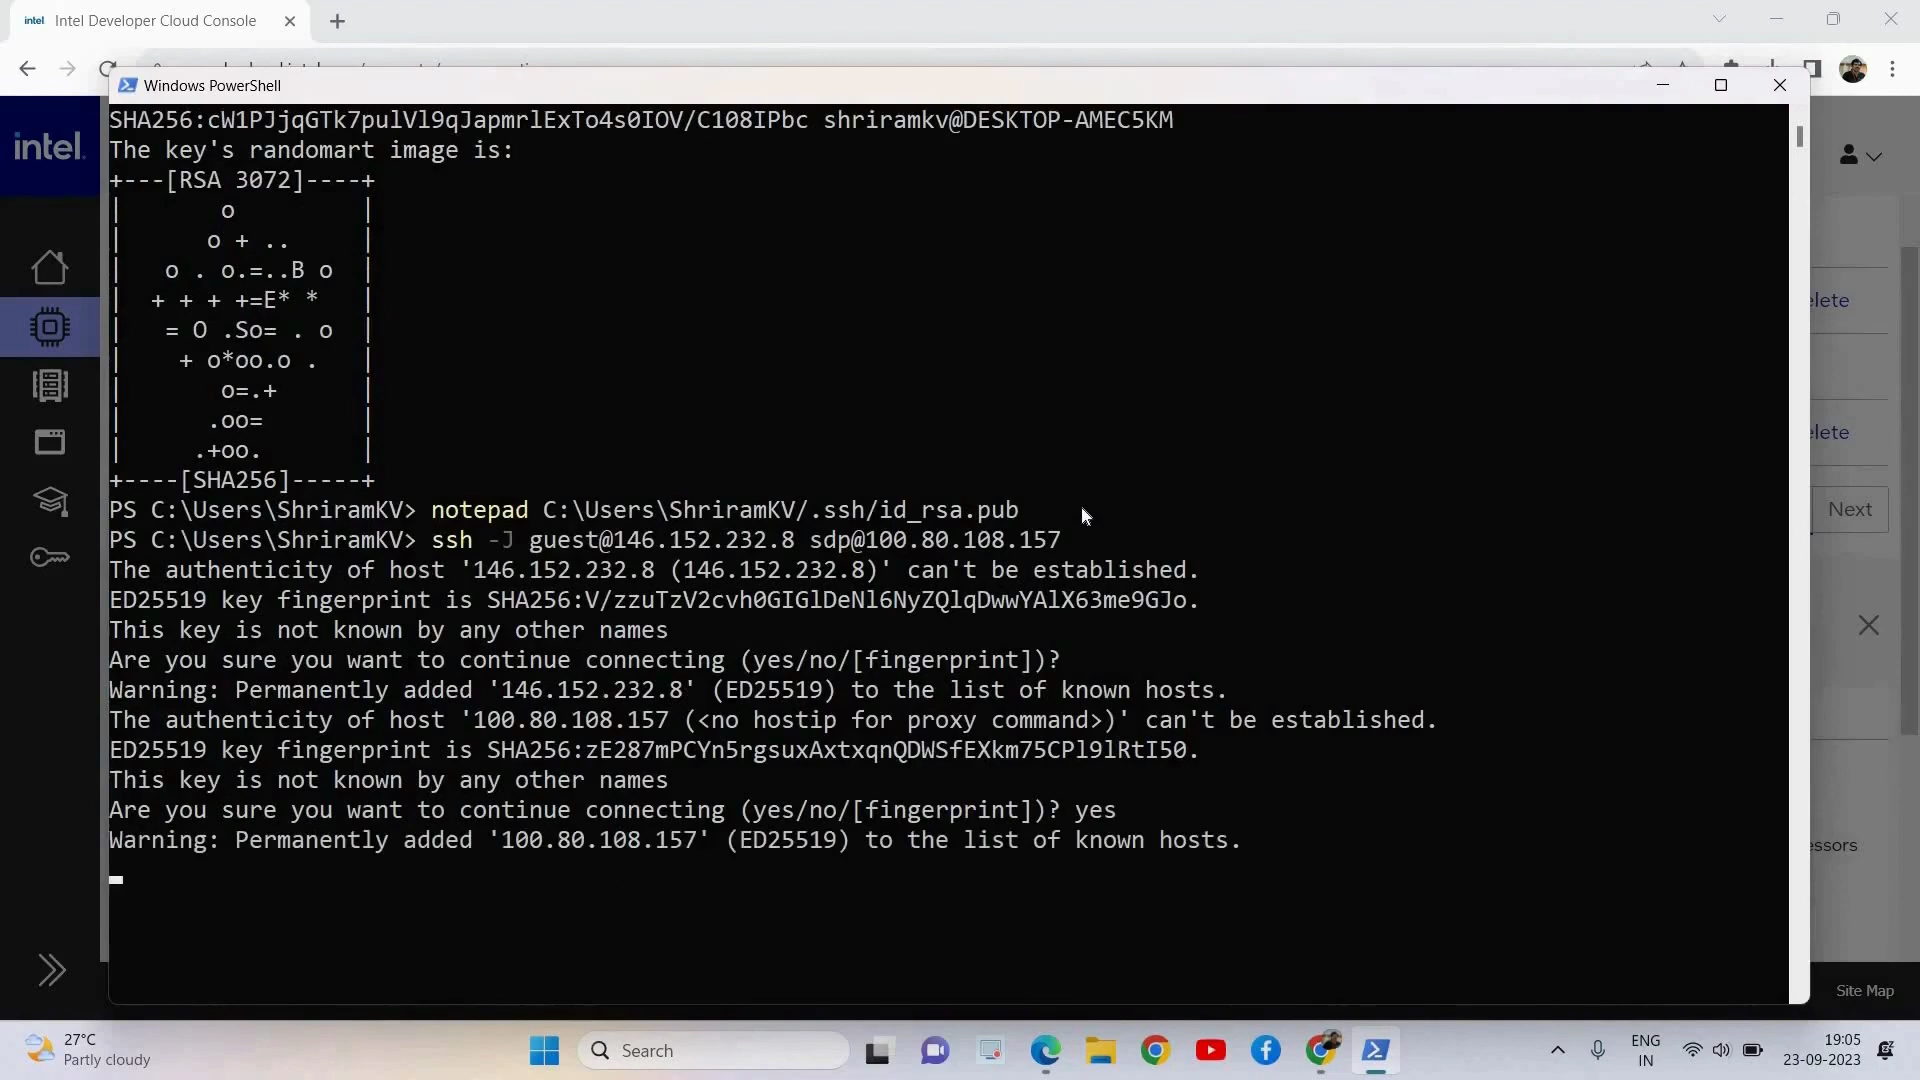 intel Intel Developer Cloud Console
Windows PowerShell
intel.
SHA256:cW1PJjqGTk7pulVl9qJapmrlExTo4s0IOV/C108IPbc shriramkv@DESKTOP-AMEC5KM
The key's randomart image is:
+---[RSA 3072]----+
|       o         |
|      o + ..     |
|   o . o.=..B o  |
|  + + + +=E* *   |
|   = O .So= . o  |
|    + o*oo.o .   |
|       o=.+      |
|      .oo=       |
|     .+oo.       |
+----[SHA256]-----+
PS C:\Users\ShriramKV> notepad C:\Users\ShriramKV/.ssh/id_rsa.pub
PS C:\Users\ShriramKV> ssh -J guest@146.152.232.8 sdp@100.80.108.157
The authenticity of host '146.152.232.8 (146.152.232.8)' can't be established.
ED25519 key fingerprint is SHA256:V/zzuTzV2cvh0GIGlDeNl6NyZQlqDwwYAlX63me9GJo.
This key is not known by any other names
Are you sure you want to continue connecting (yes/no/[fingerprint])?
Warning: Permanently added '146.152.232.8' (ED25519) to the list of known hosts.
The authenticity of host '100.80.108.157 (<no hostip for proxy command>)' can't be established.
ED25519 key fingerprint is SHA256:zE287mPCYn5rgsuxAxtxqnQDWSfEXkm75CPl9lRtI50.
This key is not known by any other names
Are you sure you want to continue connecting (yes/no/[fingerprint])? yes
Warning: Permanently added '100.80.108.157' (ED25519) to the list of known hosts.
elete
elete
Next
essors
Site Map
27°C
Partly cloudy
Search
ENG
IN
19:05
23-09-2023